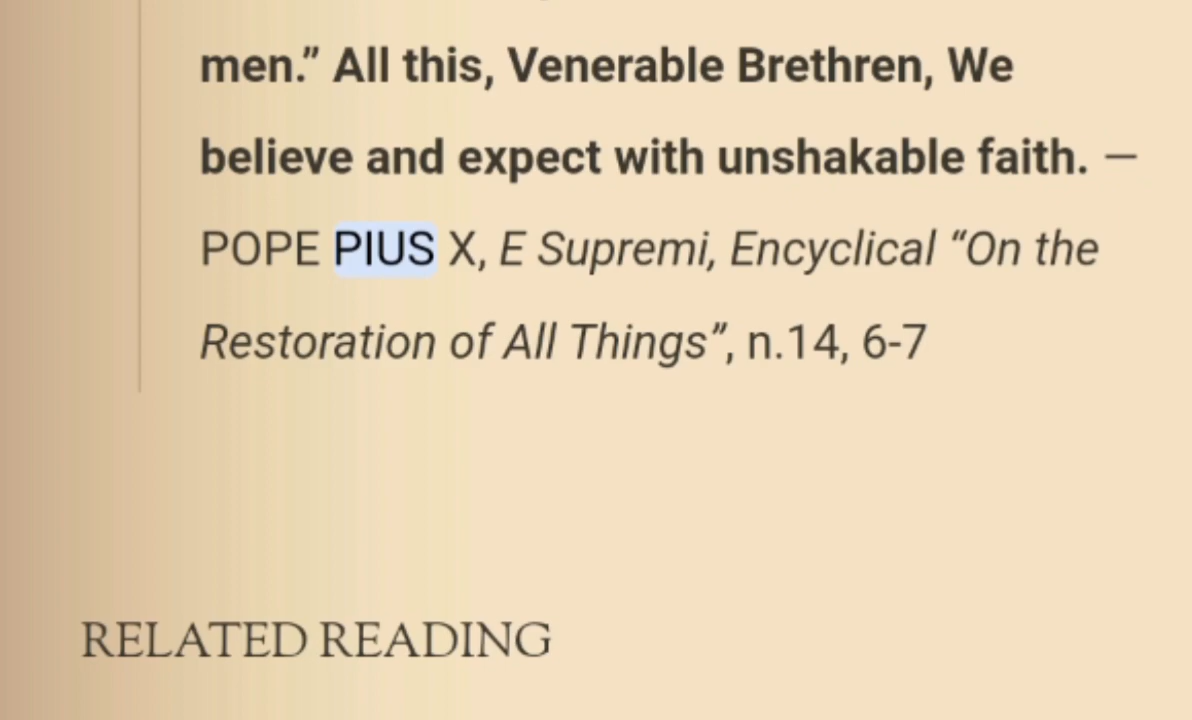 men.” All this, Venerable Brethren, We
believe and expect with unshakable faith. —
POPE PIUS X, E Supremi, Encyclical “On the
Restoration of All Things”, n.14, 6-7
RELATED READING